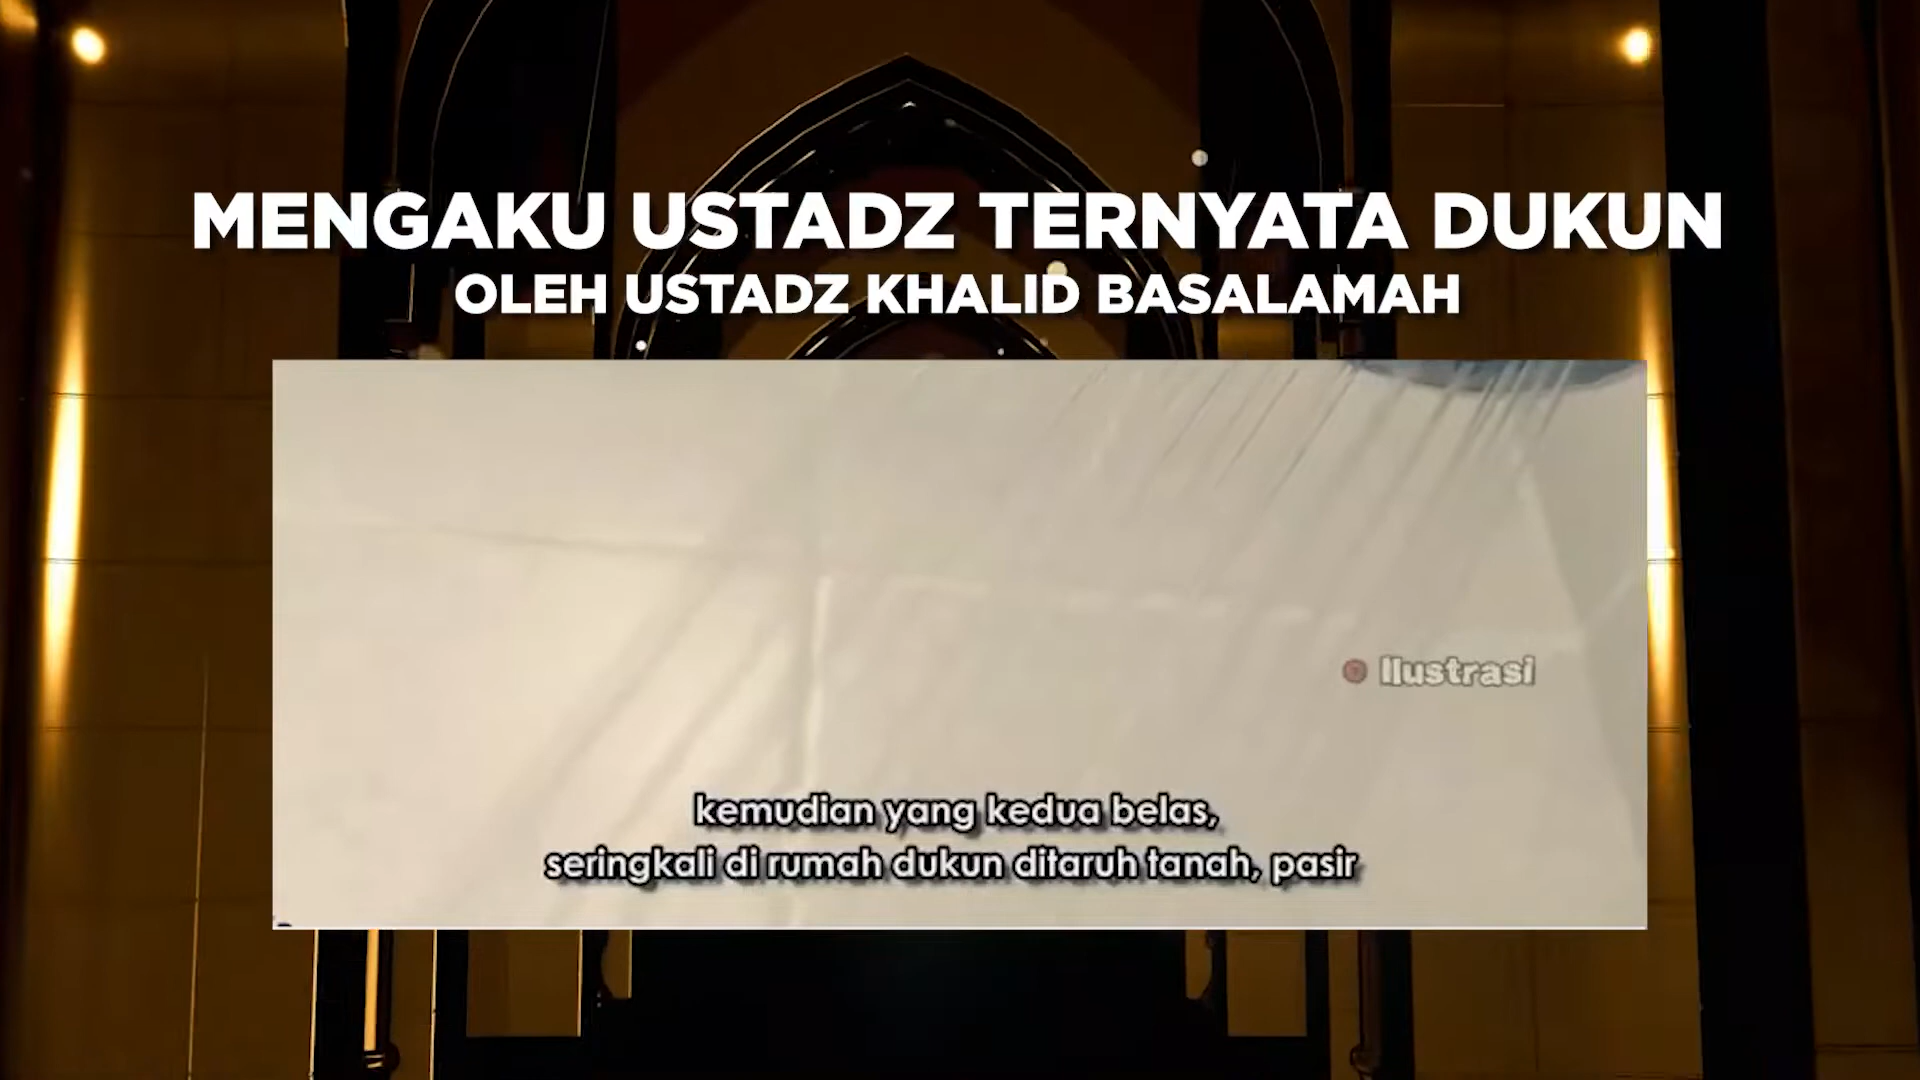 MENGAKU USTADZ TERNYATA DUKUN
OLEH USTADZ KHALID BASALAMAH
Ilustrasi
kemudian yang kedua belas,
seringkali di rumah dukun ditaruh tanah, pasir